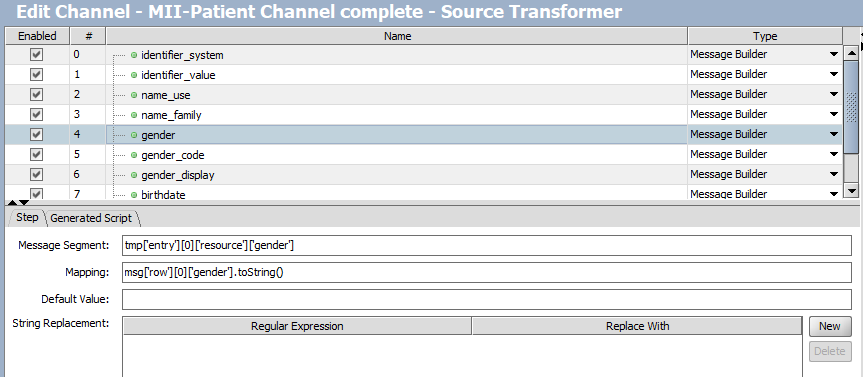 Edit Channel - MII-Patient Channel complete - Source Transformer
Enabled # Name Type
0 identifier_system Message Builder
1 identifier_value Message Builder
2 name_use Message Builder
3 name_family Message Builder
4 gender Message Builder
5 gender_code Message Builder
6 gender_display Message Builder
7 birthdate Message Builder
Step Generated Script
Message Segment: tmp['entry'][0]['resource']['gender']
Mapping: msg['row'][0]['gender'].toString()
Default Value:
String Replacement: Regular Expression Replace With New
Delete